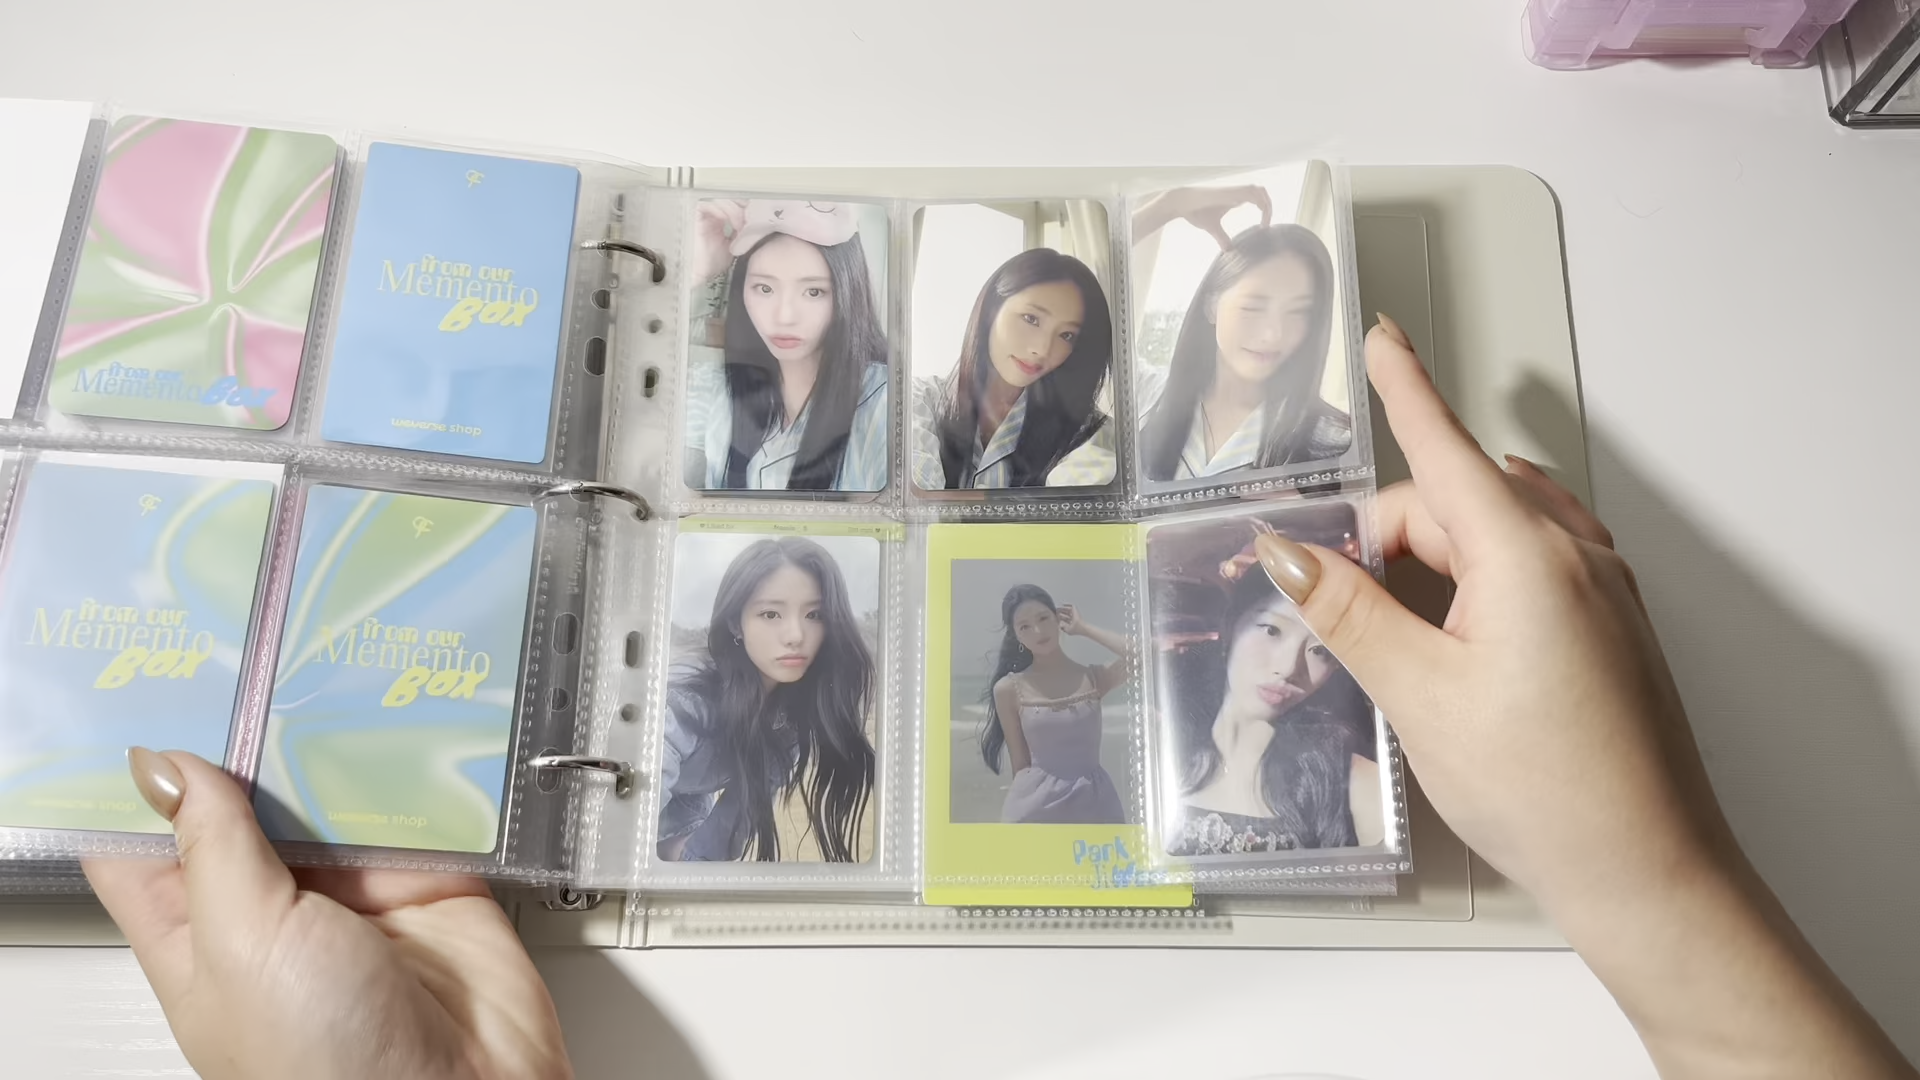 from our
Memento Box
from our
Memento
Box
weverse shop
from our
Memento
Box
weverse shop
from our
Memento
Box
weverse shop
Park